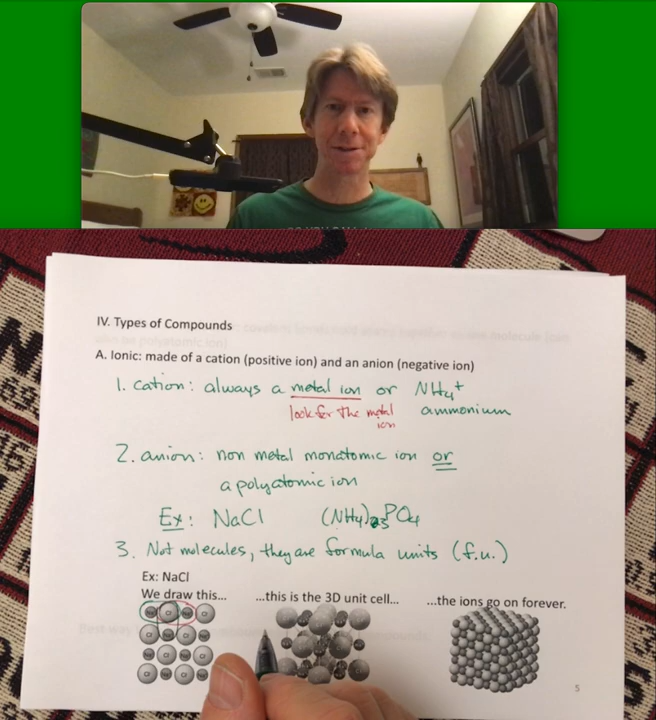 IV. Types of Compounds
A. Ionic: made of a cation (positive ion) and an anion (negative ion)
1. cation: always a metal ion or NH4+
look for the metal ion ammonium
2. anion: non metal monatomic ion or
a polyatomic ion
Ex: NaCl (NH4)3PO4
3. Not molecules, they are formula units (f.u.)
Ex: NaCl
We draw this... ...this is the 3D unit cell... ...the ions go on forever.
5